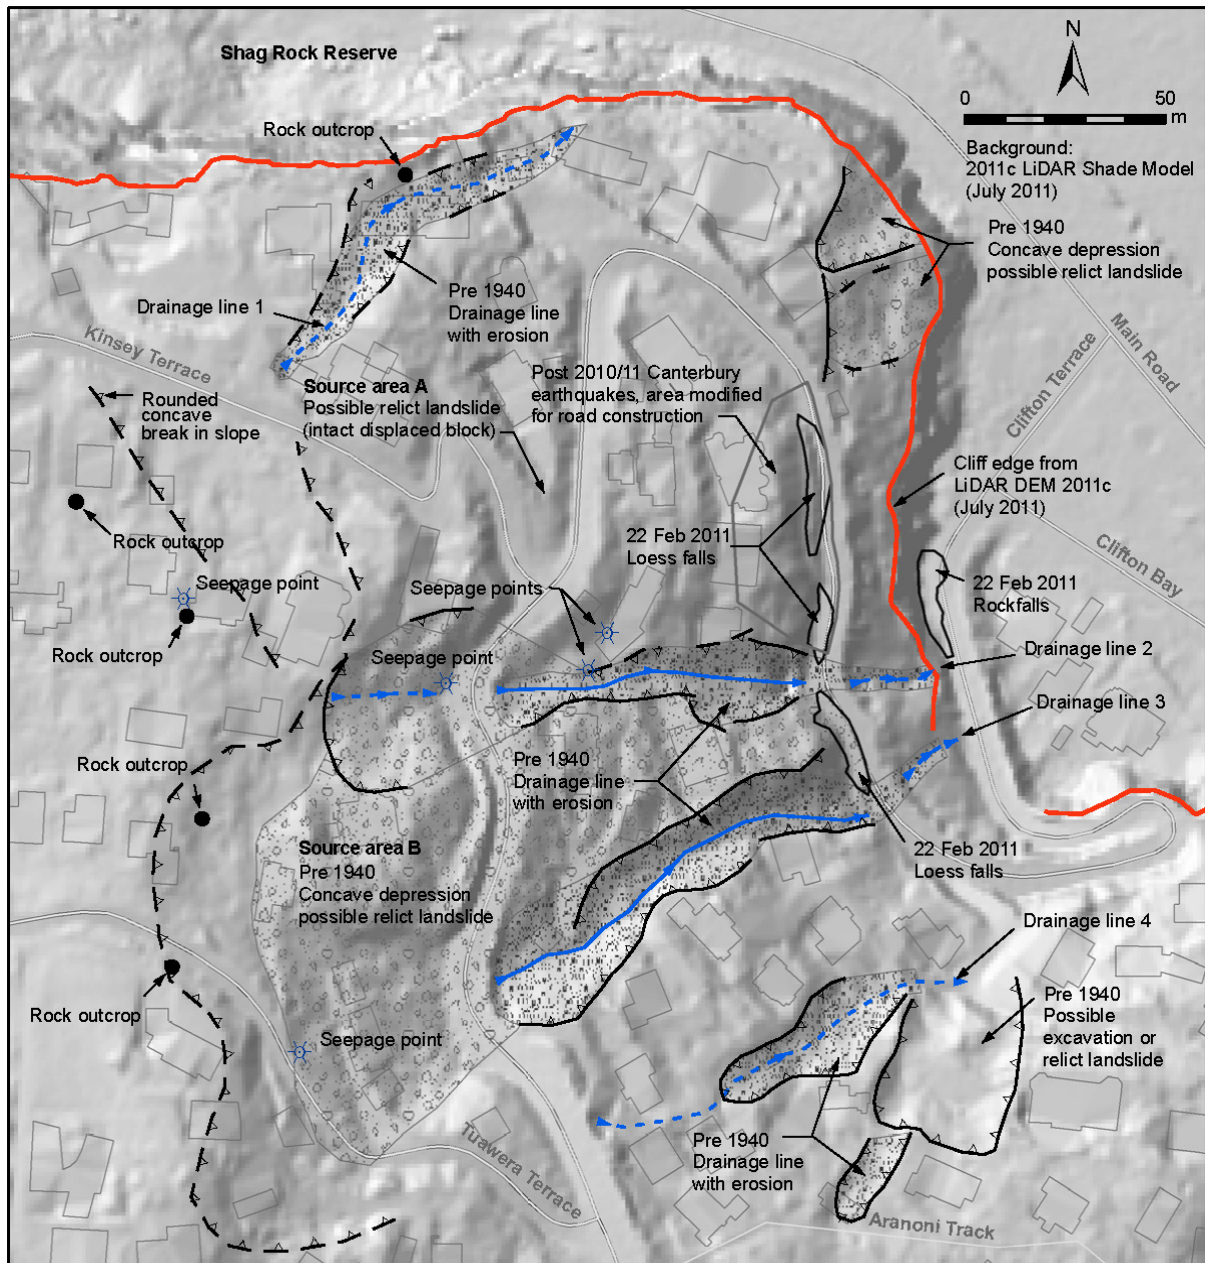 Shag Rock Reserve
N
0 50
m
Background:
2011c LiDAR Shade Model
(July 2011)
Rock outcrop
Pre 1940
Concave depression
possible relict landslide
Drainage line 1
Pre 1940
Drainage line
with erosion
Kinsey Terrace
Main Road
Clifton Terrace
Source area A
Possible relict landslide
(intact displaced block)
Post 2010/11 Canterbury
earthquakes, area modified
for road construction
Rounded
concave
break in slope
Cliff edge from
LiDAR DEM 2011c
(July 2011)
Rock outcrop
22 Feb 2011
Loess falls
Clifton Bay
Seepage point
Seepage points
22 Feb 2011
Rockfalls
Rock outcrop
Seepage point
Drainage line 2
Drainage line 3
Rock outcrop
Pre 1940
Drainage line
with erosion
Source area B
Pre 1940
Concave depression
possible relict landslide
22 Feb 2011
Loess falls
Drainage line 4
Rock outcrop
Pre 1940
Possible
excavation or
relict landslide
Seepage point
Tuawera Terrace
Pre 1940
Drainage line
with erosion
Aranoni Track